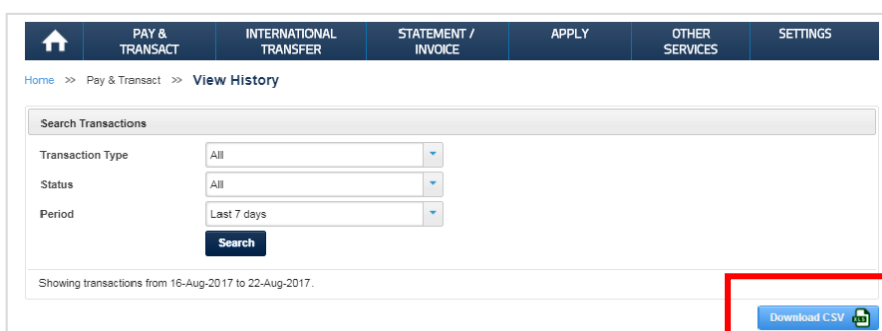 PAY & TRANSACT
INTERNATIONAL TRANSFER
STATEMENT / INVOICE
APPLY
OTHER SERVICES
SETTINGS
Home >> Pay & Transact >> View History
Search Transactions
Transaction Type All
Status All
Period Last 7 days
Search
Showing transactions from 16-Aug-2017 to 22-Aug-2017.
Download CSV